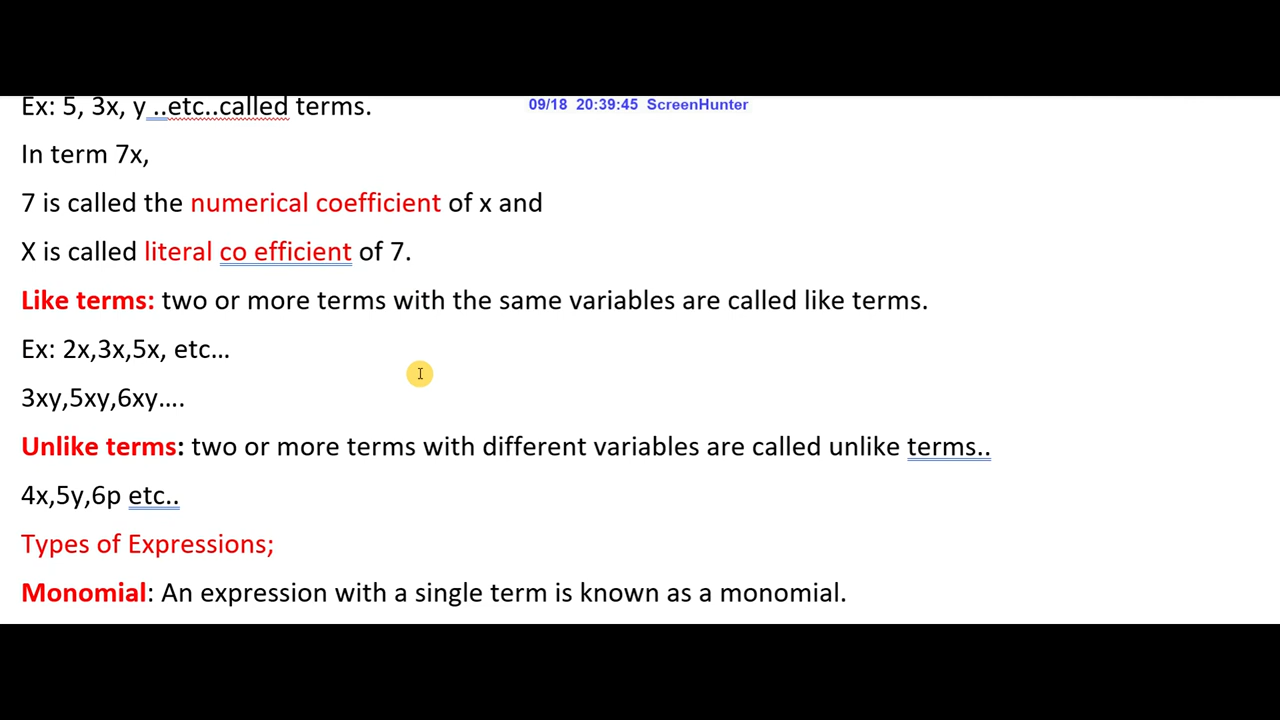 Ex: 5, 3x, y ..etc..called terms.
09/18 20:39:45 ScreenHunter
In term 7x,
7 is called the numerical coefficient of x and
X is called literal co efficient of 7.
Like terms: two or more terms with the same variables are called like terms.
Ex: 2x,3x,5x, etc...
3xy,5xy,6xy....
Unlike terms: two or more terms with different variables are called unlike terms..
4x,5y,6p etc..
Types of Expressions;
Monomial: An expression with a single term is known as a monomial.